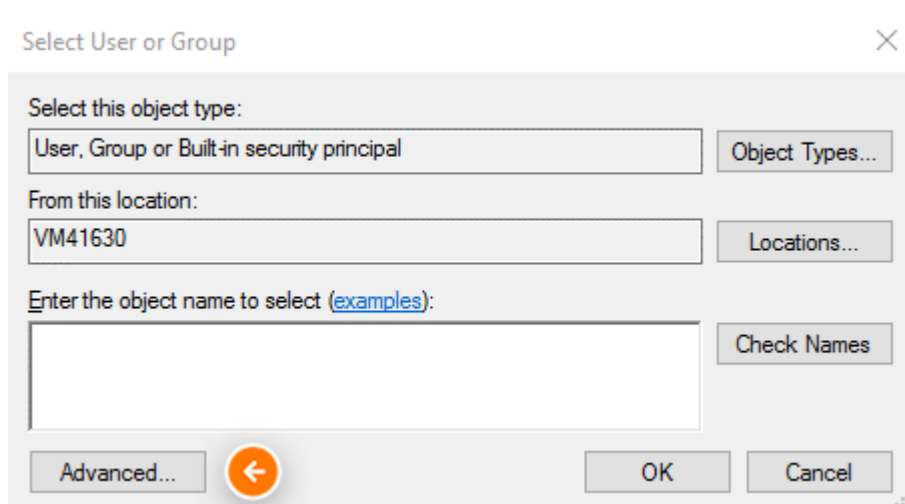 Select User or Group
Select this object type:
User, Group or Built-in security principal
Object Types...
From this location:
VM41630
Locations...
Enter the object name to select (examples):
Check Names
Advanced...
OK
Cancel